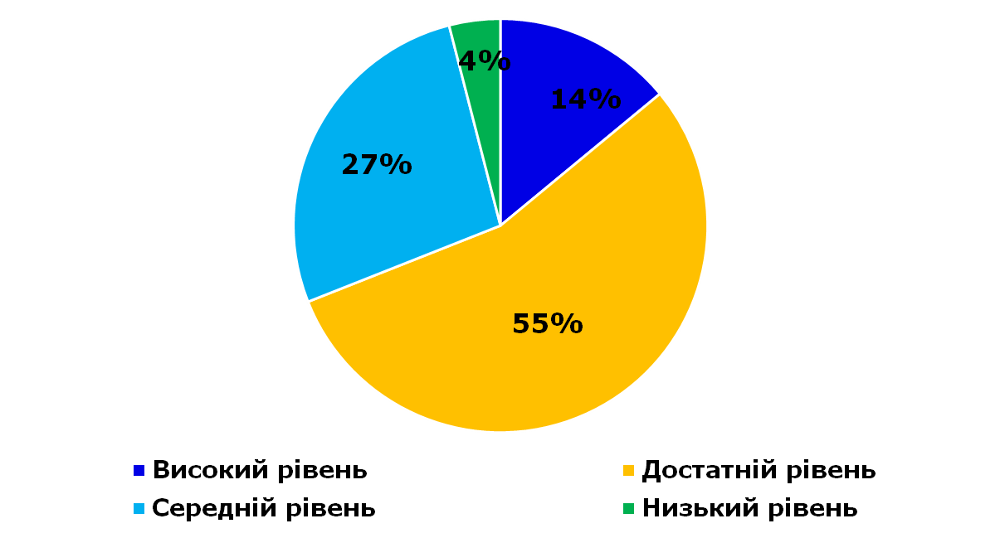 4%
14%
27%
55%
Високий рівень
Достатній рівень
Середній рівень
Низький рівень